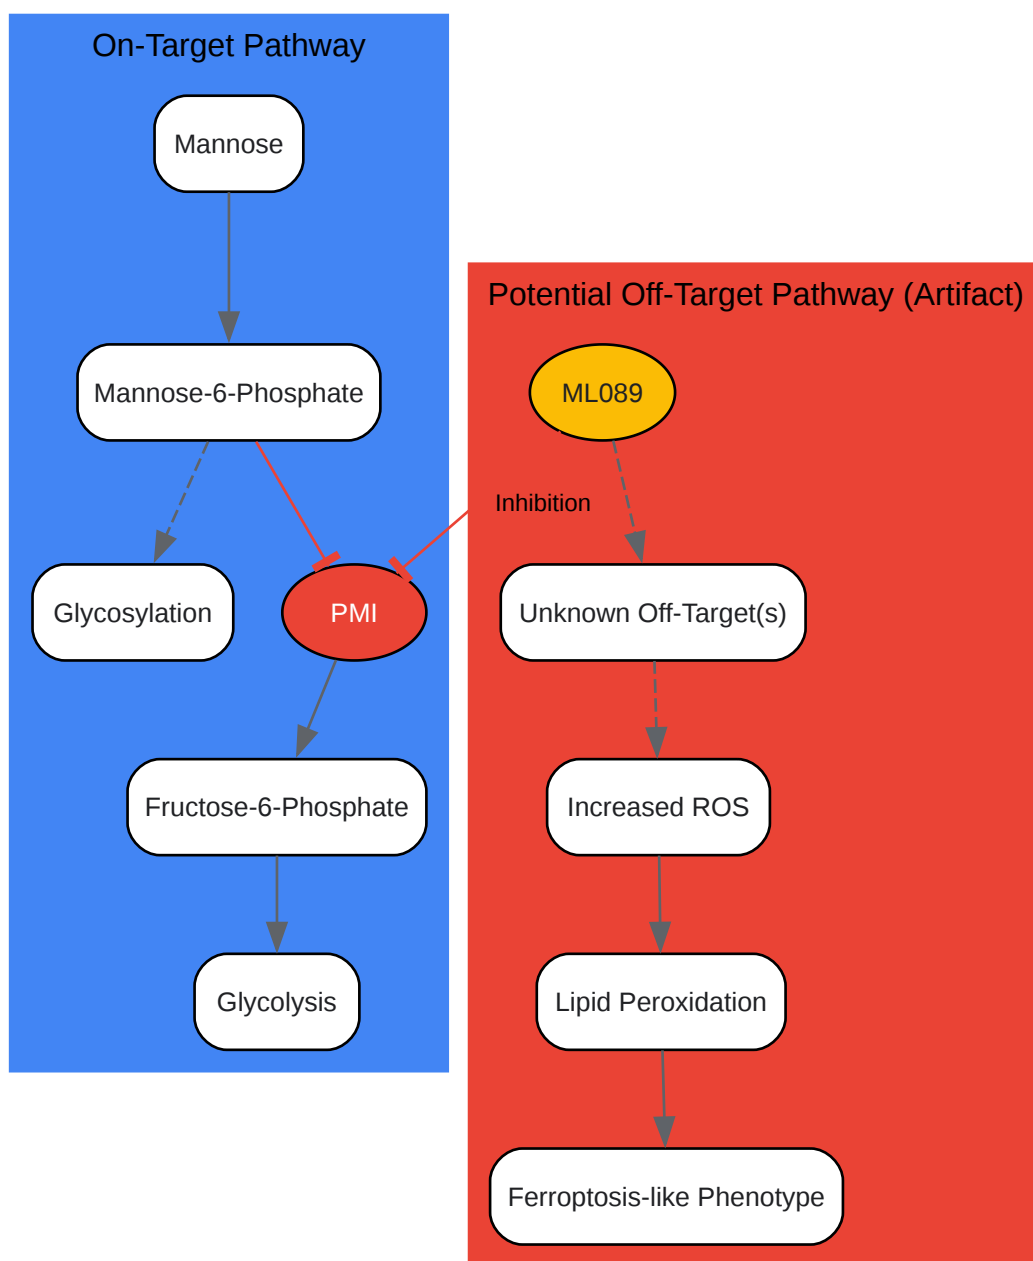 On-Target Pathway
Mannose
Mannose-6-Phosphate
Glycosylation
PMI
Fructose-6-Phosphate
Glycolysis
Potential Off-Target Pathway (Artifact)
ML089
Inhibition
Unknown Off-Target(s)
Increased ROS
Lipid Peroxidation
Ferroptosis-like Phenotype